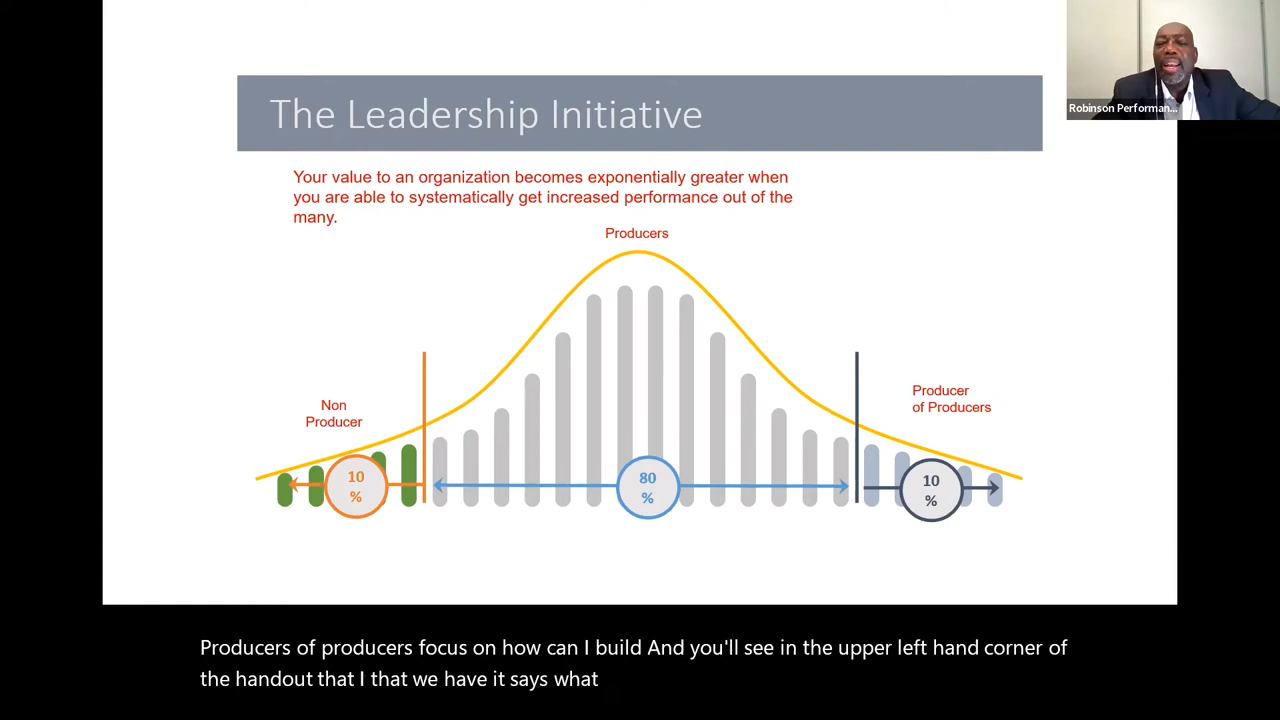 The Leadership Initiative
Robinson Performan...
Your value to an organization becomes exponentially greater when
you are able to systematically get increased performance out of the
many.
Producers
Non
Producer
Producer
of Producers
10
%
80
%
10
%
Producers of producers focus on how can I build And you'll see in the upper left hand corner of
the handout that I that we have it says what